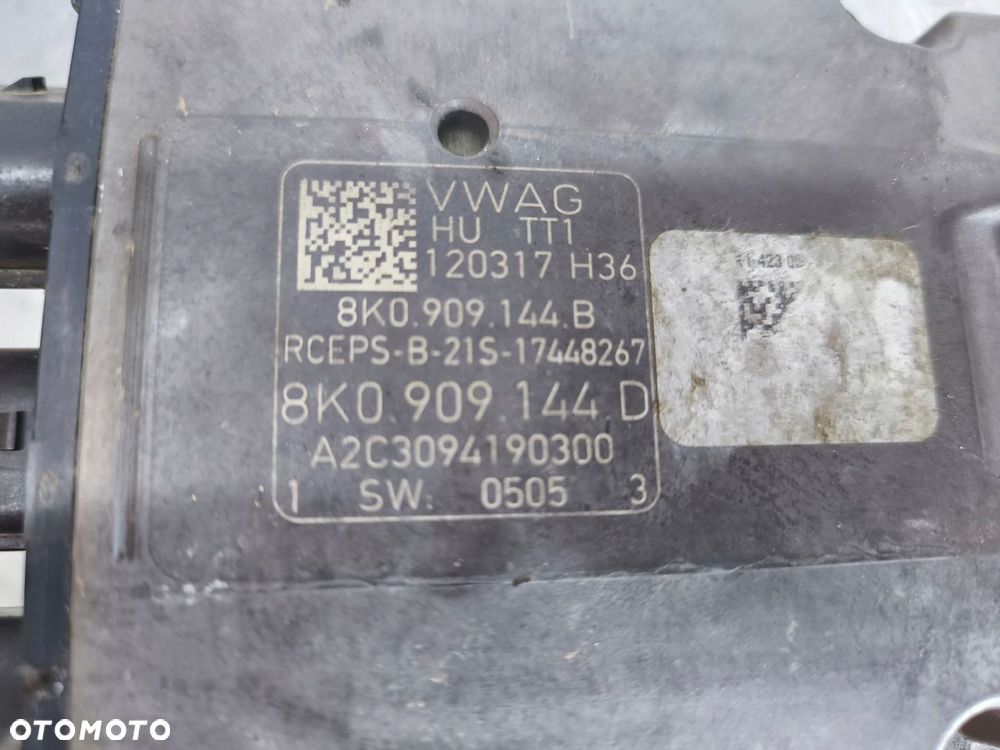 VWAG
HU TT1
120317 H36
8K0.909.144.B
RCEPS-B-21S-17448267
8K0.909.144.D
A2C3094190300
1 SW: 0505 3
OTOMOTO